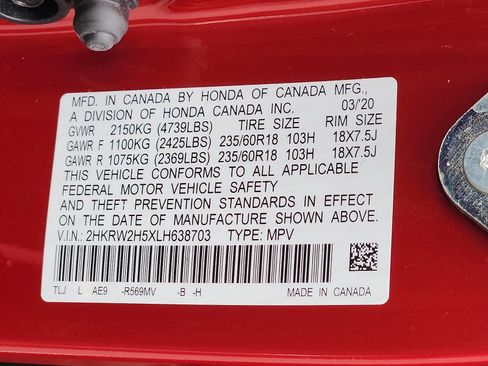 MFD. IN CANADA BY HONDA OF CANADA MFG.,
A DIVISION OF HONDA CANADA INC. 03/'20
GVWR 2150KG (4739LBS) TIRE SIZE RIM SIZE
GAWR F 1100KG (2425LBS) 235/60R18 103H 18X7.5J
GAWR R 1075KG (2369LBS) 235/60R18 103H 18X7.5J
THIS VEHICLE CONFORMS TO ALL APPLICABLE
FEDERAL MOTOR VEHICLE SAFETY
AND THEFT PREVENTION STANDARDS IN EFFECT
ON THE DATE OF MANUFACTURE SHOWN ABOVE.
V.I.N.: 2HKRW2H5XLH638703 TYPE: MPV
TLJ L AE9 -R569MV -B -H MADE IN CANADA